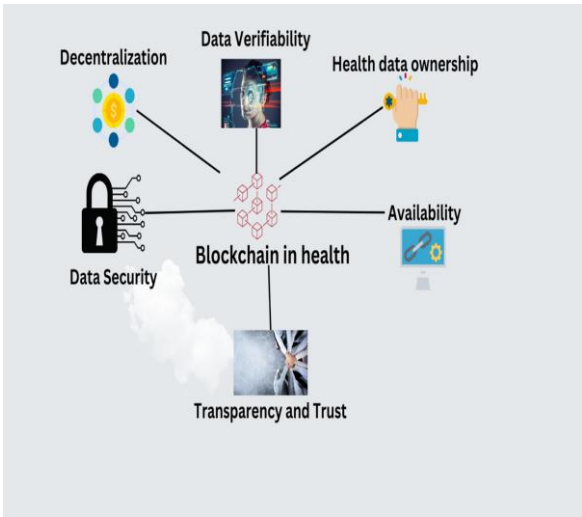 Data Verifiability
Decentralization
Health data ownership
Availability
Blockchain in health
Data Security
Transparency and Trust